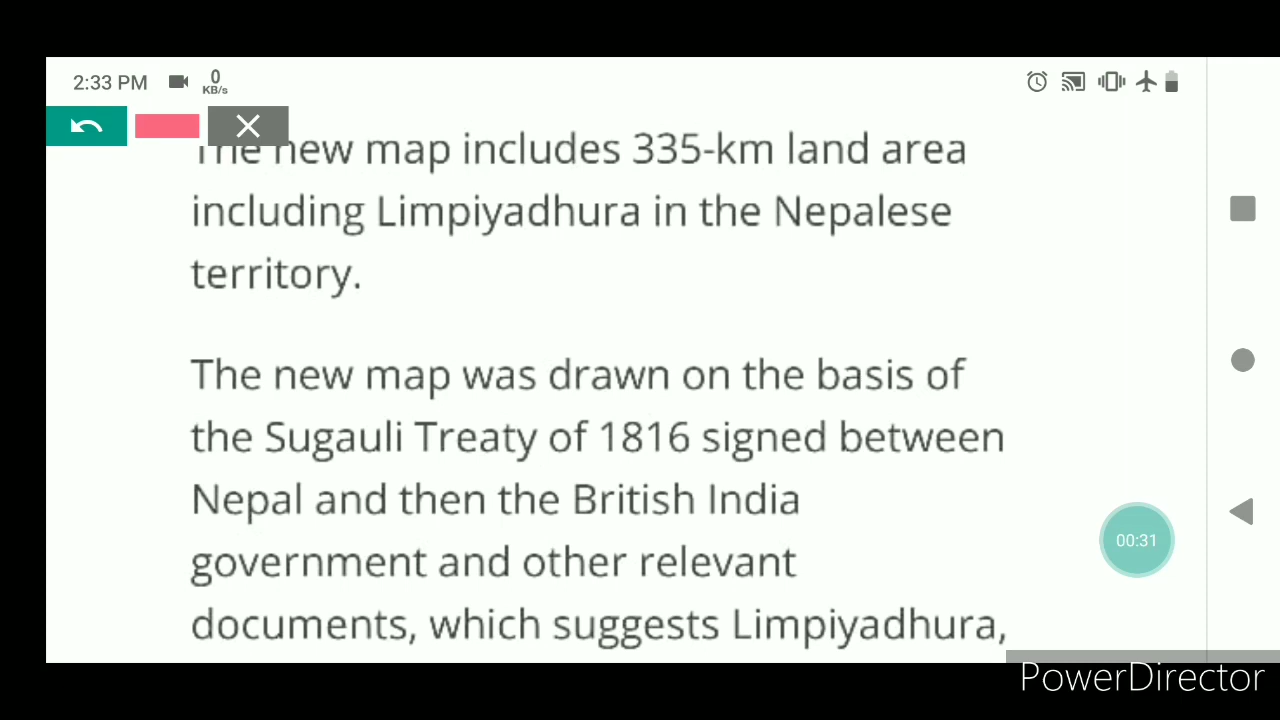 2:33 PM 0
KB/s
The new map includes 335-km land area
including Limpiyadhura in the Nepalese
territory.
The new map was drawn on the basis of
the Sugauli Treaty of 1816 signed between
Nepal and then the British India
government and other relevant
documents, which suggests Limpiyadhura,
00:31
PowerDirector